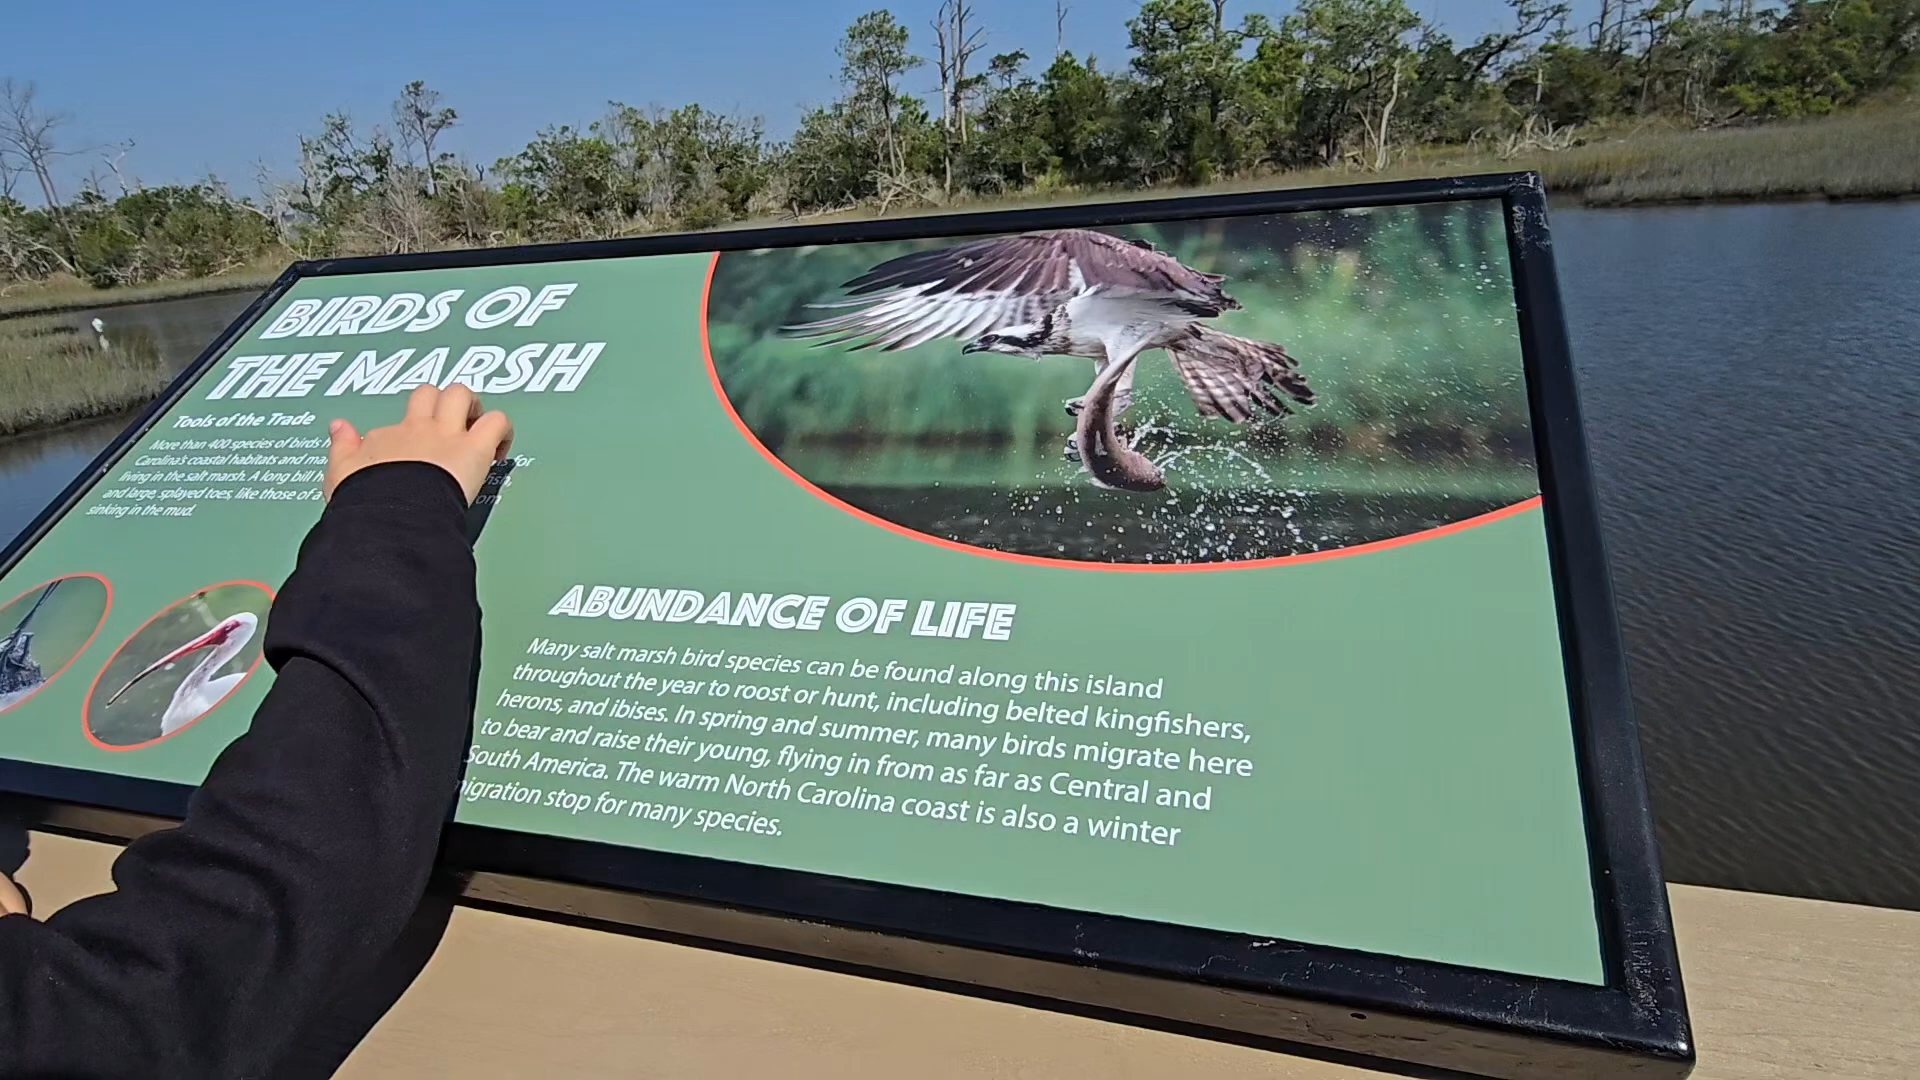 BIRDS OF
THE MARSH
Tools of the Trade
More than 400 species of birds
Carolina's coastal habitats and for
living in the salt marsh. A long bill
and large, splayed toes, like those of a
sinking in the mud.
ABUNDANCE OF LIFE
Many salt marsh bird species can be found along this island
throughout the year to roost or hunt, including belted kingfishers,
herons, and ibises. In spring and summer, many birds migrate here
to bear and raise their young, flying in from as far as Central and
South America. The warm North Carolina coast is also a winter
migration stop for many species.